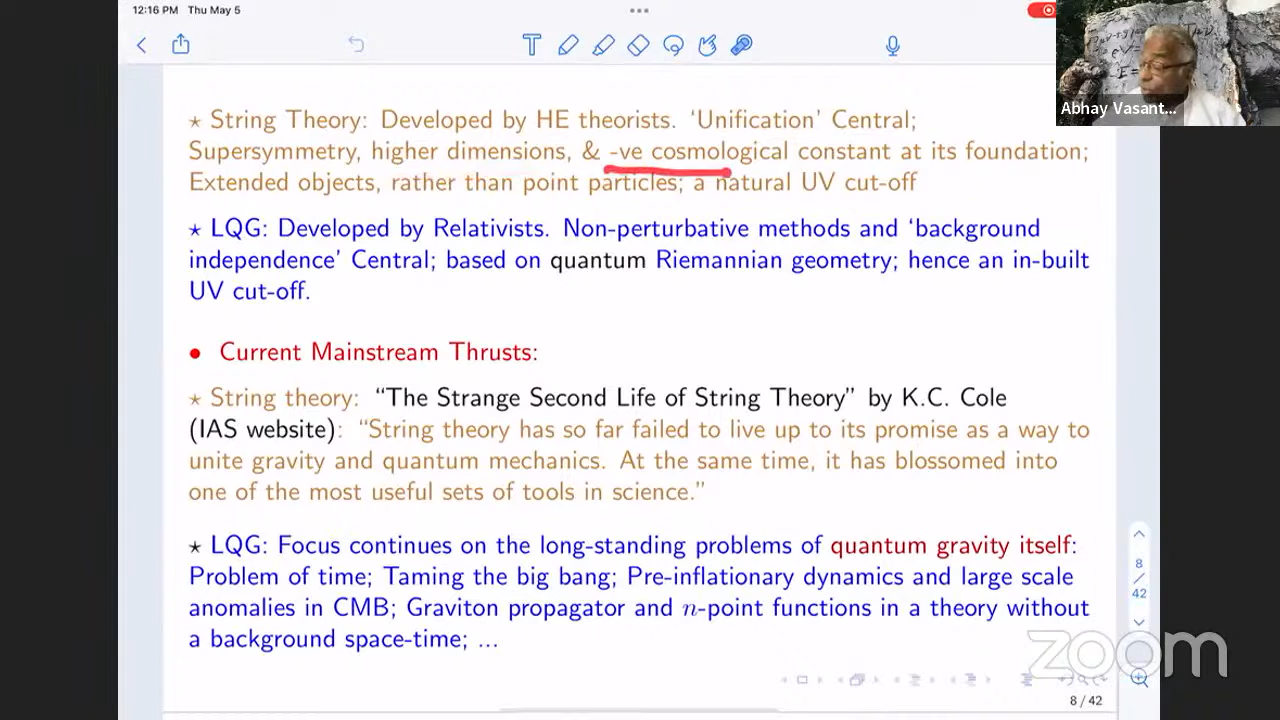 12:16 PM Thu May 5
Abhay Vasant...
⋆ String Theory: Developed by HE theorists. ‘Unification’ Central;
Supersymmetry, higher dimensions, & -ve cosmological constant at its foundation;
Extended objects, rather than point particles; a natural UV cut-off
⋆ LQG: Developed by Relativists. Non-perturbative methods and ‘background
independence’ Central; based on quantum Riemannian geometry; hence an in-built
UV cut-off.
• Current Mainstream Thrusts:
⋆ String theory: “The Strange Second Life of String Theory” by K.C. Cole
(IAS website): “String theory has so far failed to live up to its promise as a way to
unite gravity and quantum mechanics. At the same time, it has blossomed into
one of the most useful sets of tools in science.”
⋆ LQG: Focus continues on the long-standing problems of quantum gravity itself:
Problem of time; Taming the big bang; Pre-inflationary dynamics and large scale
anomalies in CMB; Graviton propagator and n-point functions in a theory without
a background space-time; ...
8
/
42
zoom
8 / 42